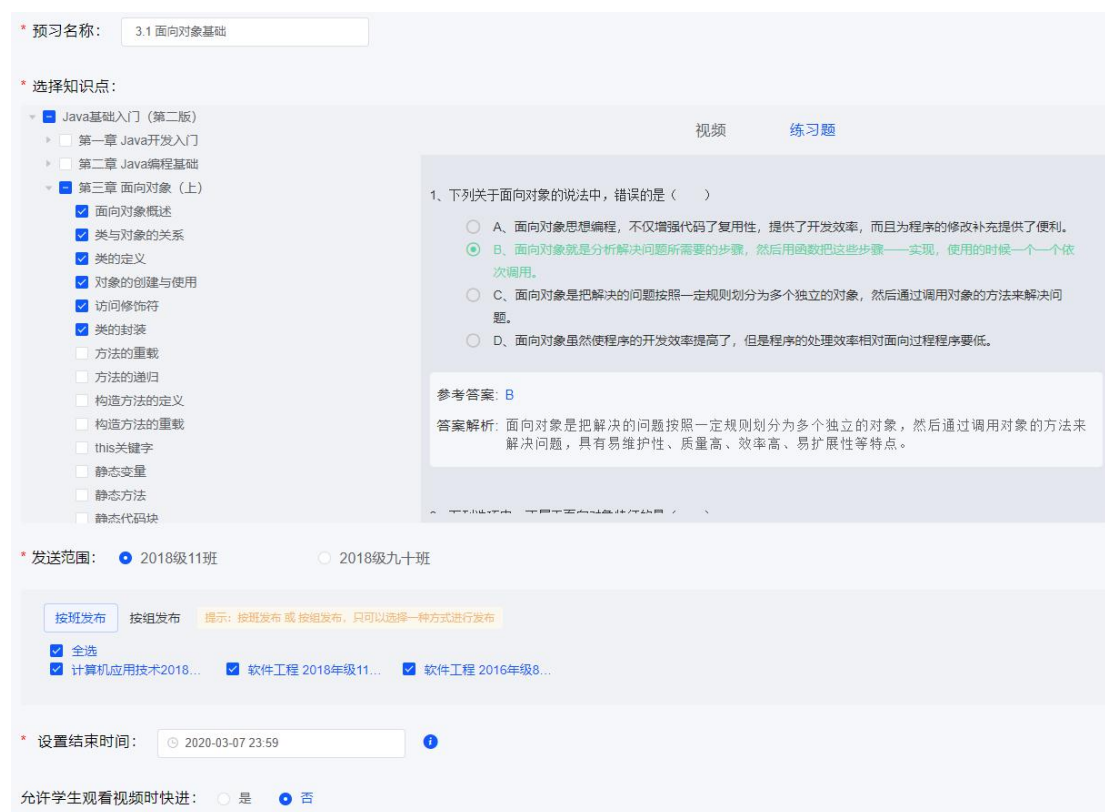 * 预习名称： 3.1 面向对象基础
* 选择知识点：
Java基础入门（第二版）
第一章 Java开发入门
第二章 Java编程基础
第三章 面向对象（上）
面向对象概述
类与对象的关系
类的定义
对象的创建与使用
访问修饰符
类的封装
方法的重载
方法的递归
构造方法的定义
构造方法的重载
this关键字
静态变量
静态方法
静态代码块
视频 练习题
1、下列关于面向对象的说法中，错误的是（ ）
A、面向对象思想编程，不仅增强代码了复用性，提供了开发效率，而且为程序的修改补充提供了便利。
B、面向对象就是分析解决问题所需要的步骤，然后用函数把这些步骤一一实现，使用的时候一个一个依
次调用。
C、面向对象是把解决的问题按照一定规则划分为多个独立的对象，然后通过调用对象的方法来解决问
题。
D、面向对象虽然使程序的开发效率提高了，但是程序的处理效率相对面向过程程序要低。
参考答案: B
答案解析: 面向对象是把解决的问题按照一定规则划分为多个独立的对象，然后通过调用对象的方法来
解决问题，具有易维护性、质量高、效率高、易扩展性等特点。
* 发送范围： 2018级11班 2018级九十班
按班发布 按组发布 提示：按班发布 或 按组发布，只可以选择一种方式进行发布
全选
计算机应用技术2018... 软件工程 2018年级11... 软件工程 2016年级8...
* 设置结束时间： 2020-03-07 23:59
允许学生观看视频时快进： 是 否